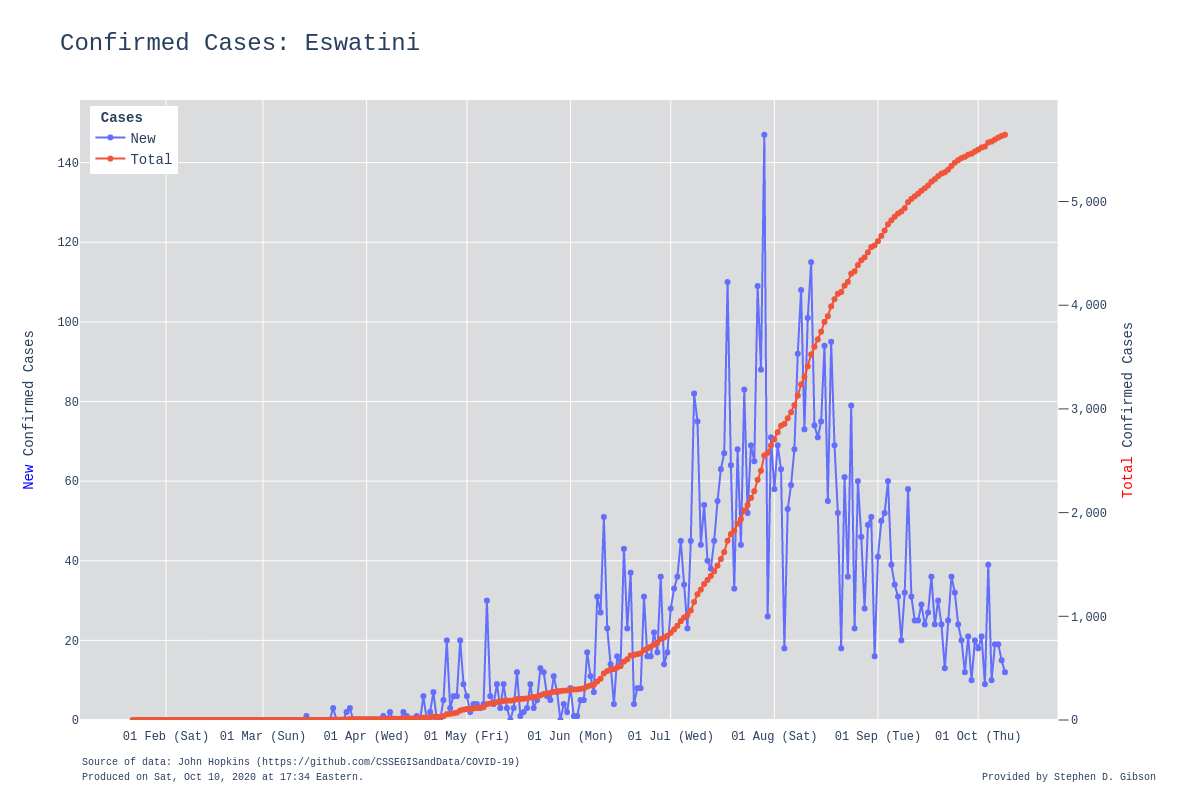 Confirmed Cases: Eswatini
Cases
New
Total
140
120
100
80
60
40
20
0
5,000
4,000
3,000
2,000
1,000
0
New Confirmed Cases
Total Confirmed Cases
01 Feb (Sat) 01 Mar (Sun) 01 Apr (Wed) 01 May (Fri) 01 Jun (Mon) 01 Jul (Wed) 01 Aug (Sat) 01 Sep (Tue) 01 Oct (Thu)
Source of data: John Hopkins (https://github.com/CSSEGISandData/COVID-19)
Produced on Sat, Oct 10, 2020 at 17:34 Eastern.
Provided by Stephen D. Gibson